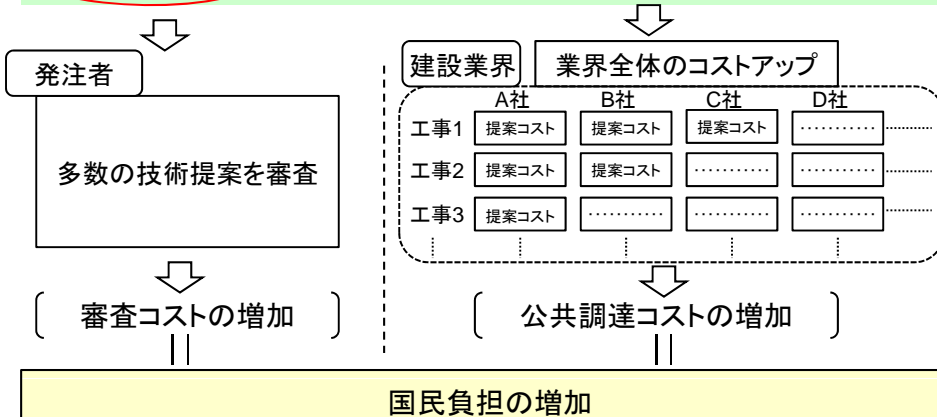 発注者
多数の技術提案を審査
審査コストの増加
建設業界 業界全体のコストアップ
A社 B社 C社 D社
工事1 提案コスト 提案コスト 提案コスト ‥‥‥‥‥ ‥‥‥‥‥
工事2 提案コスト 提案コスト ‥‥‥‥‥ ‥‥‥‥‥ ‥‥‥‥‥
工事3 提案コスト ‥‥‥‥‥ ‥‥‥‥‥ ‥‥‥‥‥ ‥‥‥‥‥
公共調達コストの増加
国民負担の増加